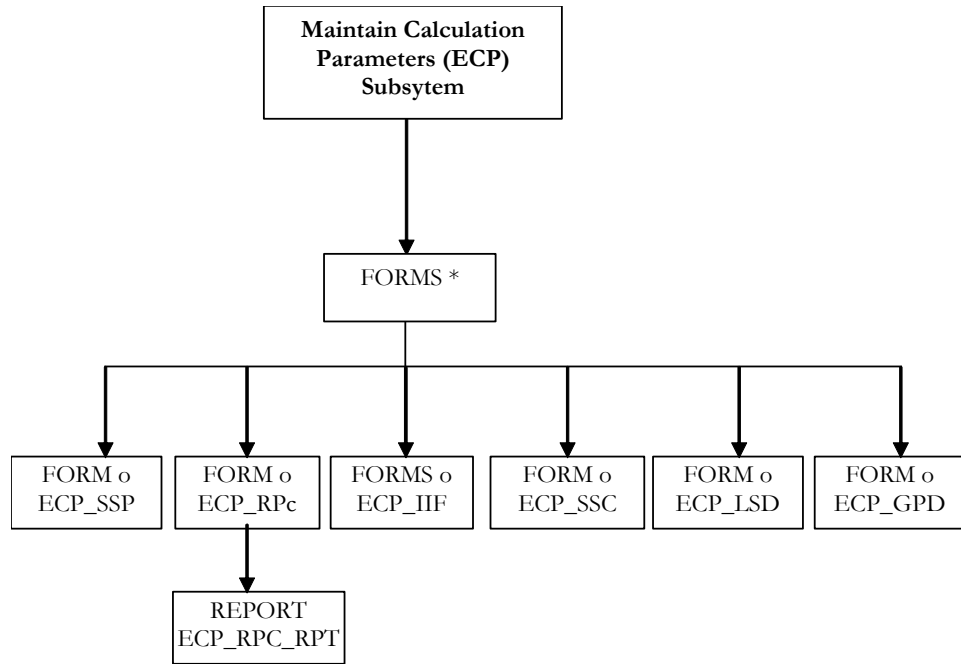 Maintain Calculation
Parameters (ECP)
Subsytem
FORMS *
FORM o
ECP_SSP
FORM o
ECP_RPc
FORMS o
ECP_IIF
FORM o
ECP_SSC
FORM o
ECP_LSD
FORM o
ECP_GPD
REPORT
ECP_RPC_RPT